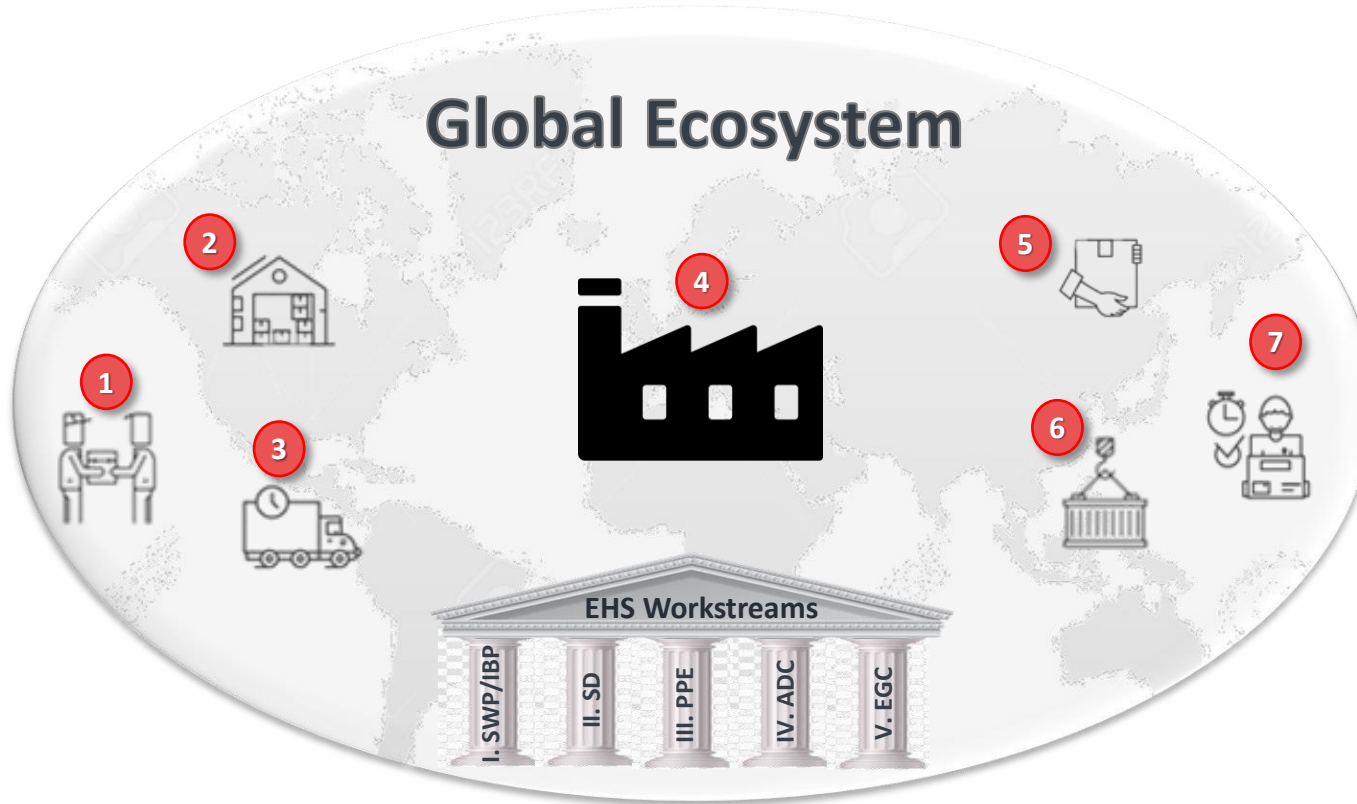 Global Ecosystem
2
5
4
7
1
6
3
EHS Workstreams
I. SWP/IBP
II. SD
III. PPE
IV. ADC
V. EGC